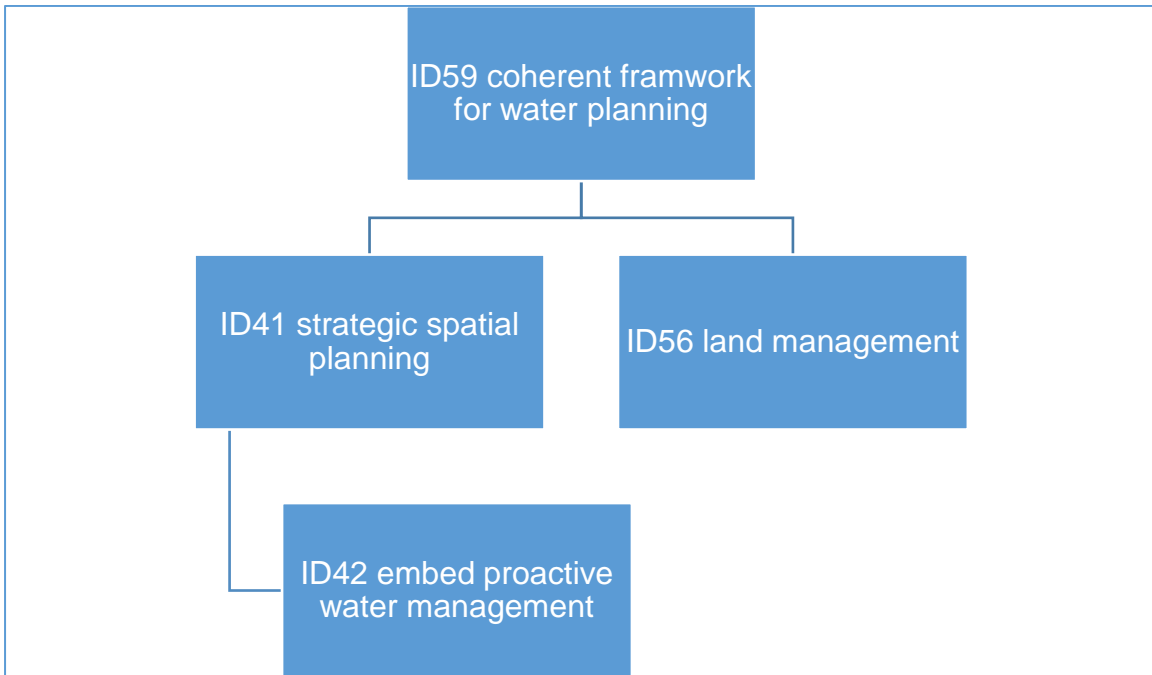 ID59 coherent framwork
for water planning
ID41 strategic spatial
planning
ID56 land management
ID42 embed proactive
water management